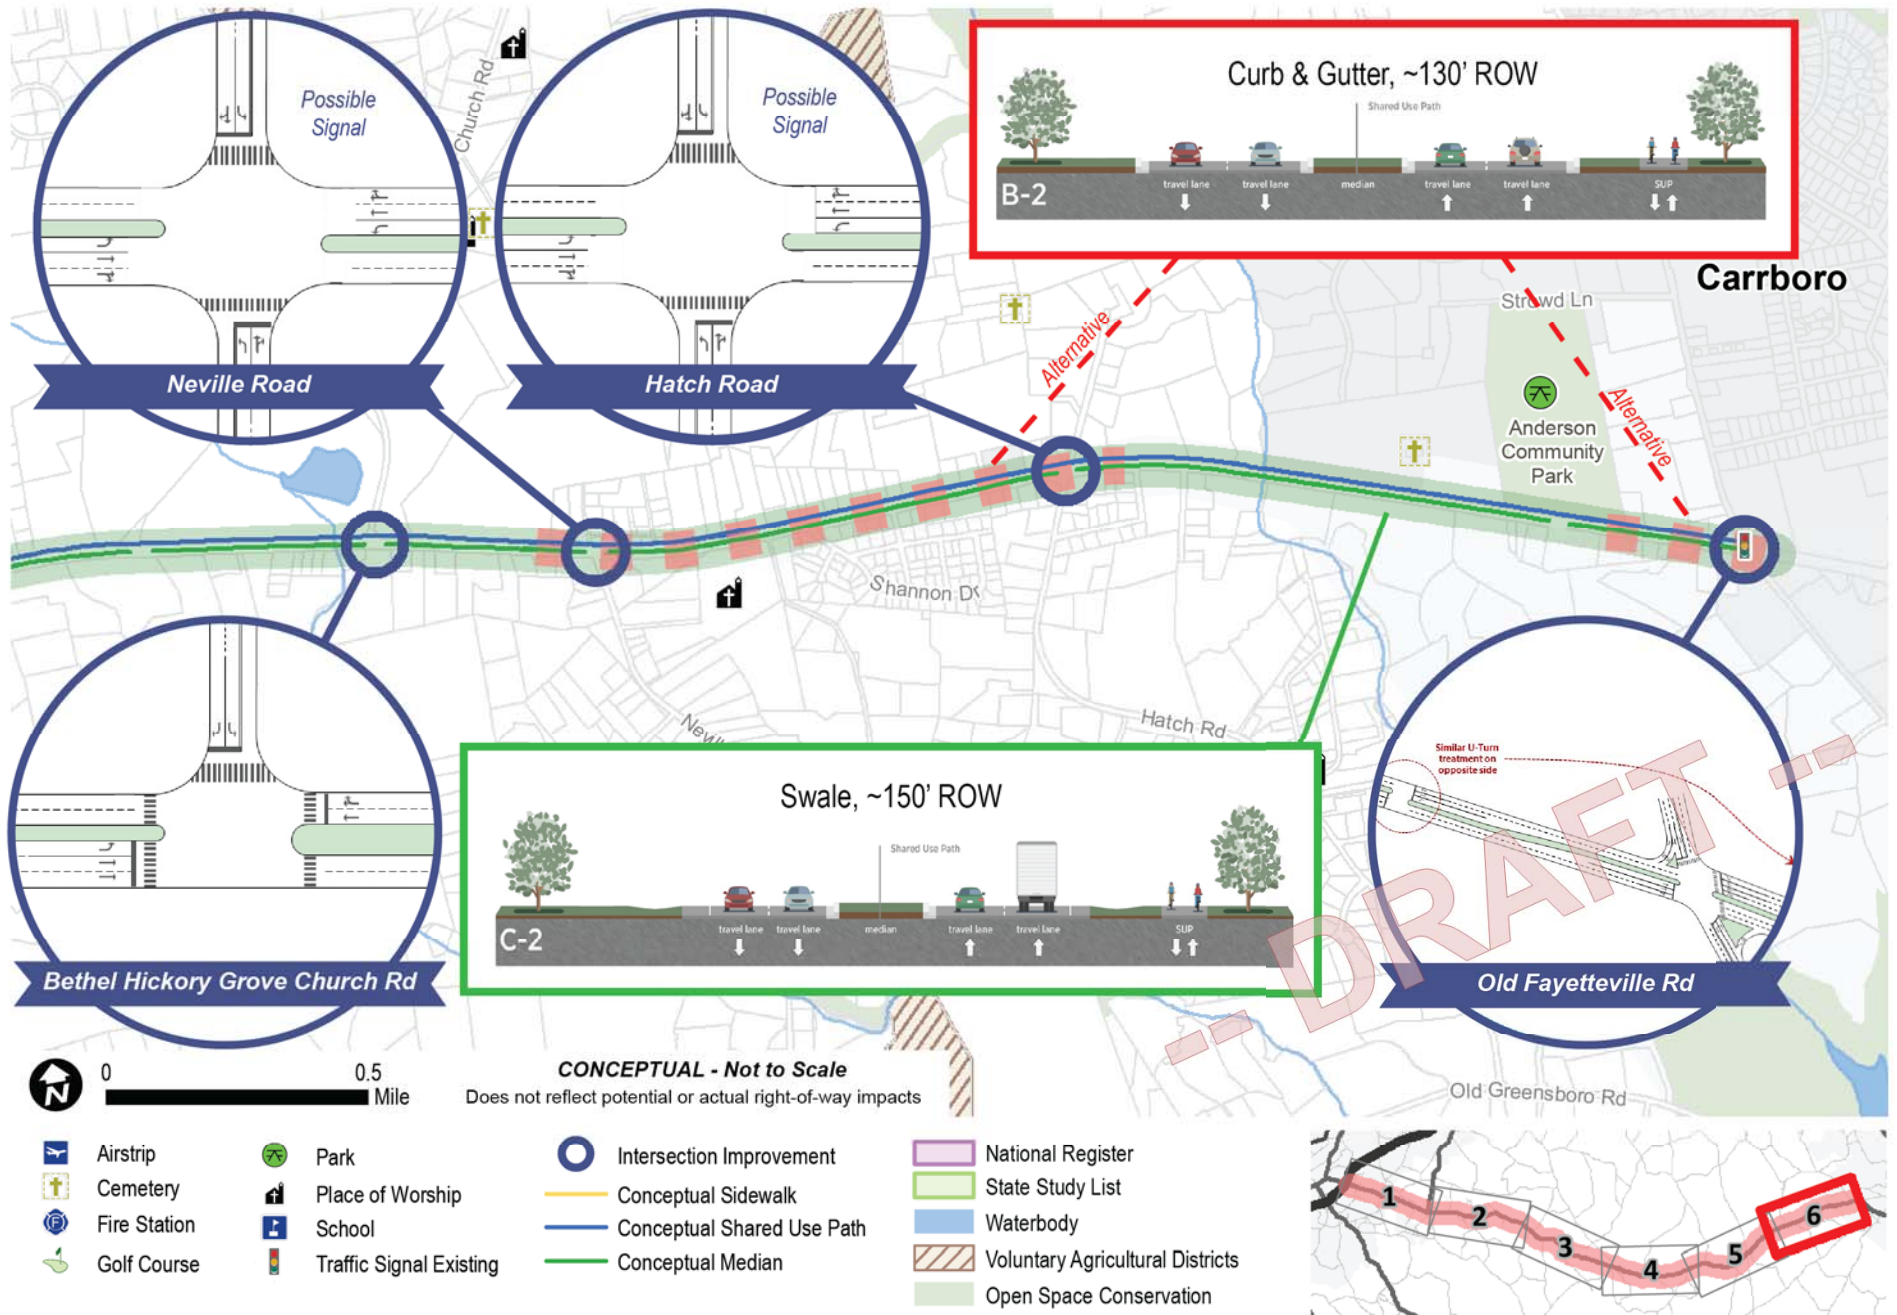 Possible
Signal
Neville Road
Church Rd
Possible
Signal
Hatch Road
Curb & Gutter, ~130' ROW
Shared Use Path
B-2
travel lane
travel lane
median
travel lane
travel lane
SUP
Carrboro
Strowd Ln
Alternative
Alternative
Anderson
Community
Park
Shannon Dr
Hatch Rd
Bethel Hickory Grove Church Rd
Swale, ~150' ROW
Shared Use Path
C-2
travel lane
travel lane
median
travel lane
travel lane
SUP
Similar U-Turn
treatment on
opposite side
Old Fayetteville Rd
-- DRAFT --
Old Greensboro Rd
N
0
0.5
Mile
CONCEPTUAL - Not to Scale
Does not reflect potential or actual right-of-way impacts
Airstrip
Cemetery
F
Fire Station
Golf Course
Park
Place of Worship
School
Traffic Signal Existing
Intersection Improvement
Conceptual Sidewalk
Conceptual Shared Use Path
Conceptual Median
National Register
State Study List
Waterbody
Voluntary Agricultural Districts
Open Space Conservation
1
2
3
4
5
6